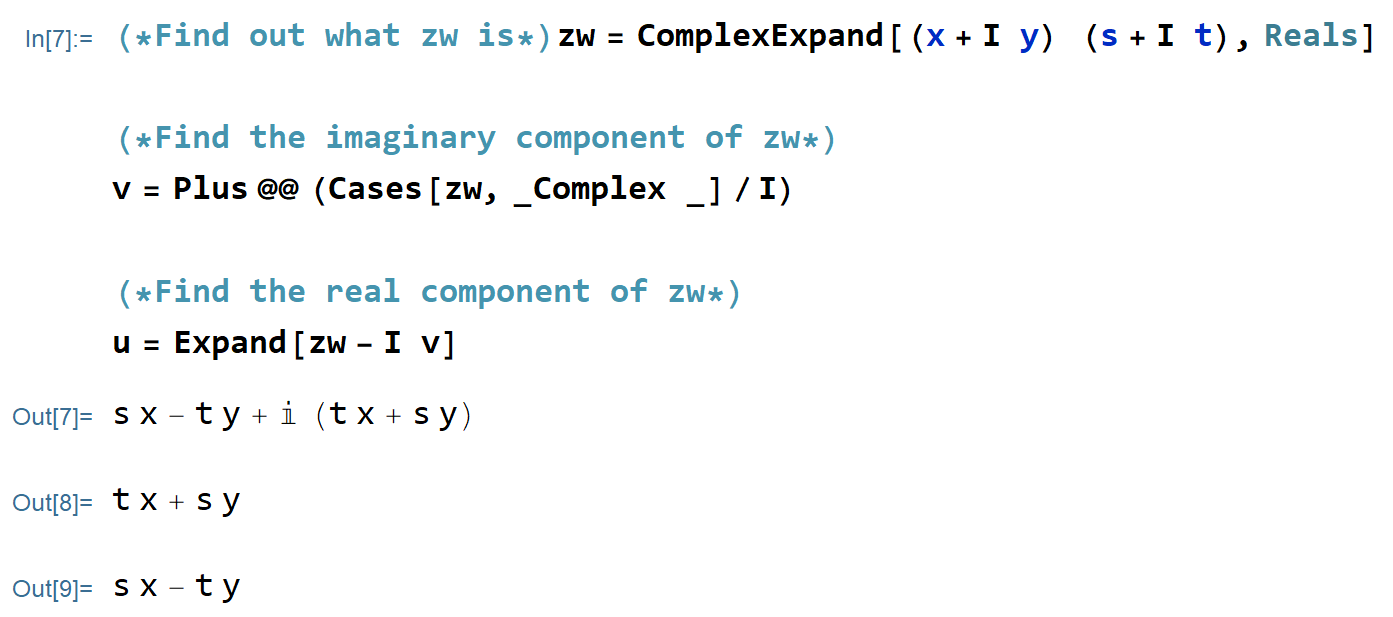 In[7]:= (*Find out what zw is*) zw = ComplexExpand[(x + I y) (s + I t), Reals]
(*Find the imaginary component of zw*)
v = Plus @@ (Cases[zw, _Complex _] / I)
(*Find the real component of zw*)
u = Expand[zw - I v]
Out[7]= s x - t y + ⅈ (t x + s y)
Out[8]= t x + s y
Out[9]= s x - t y